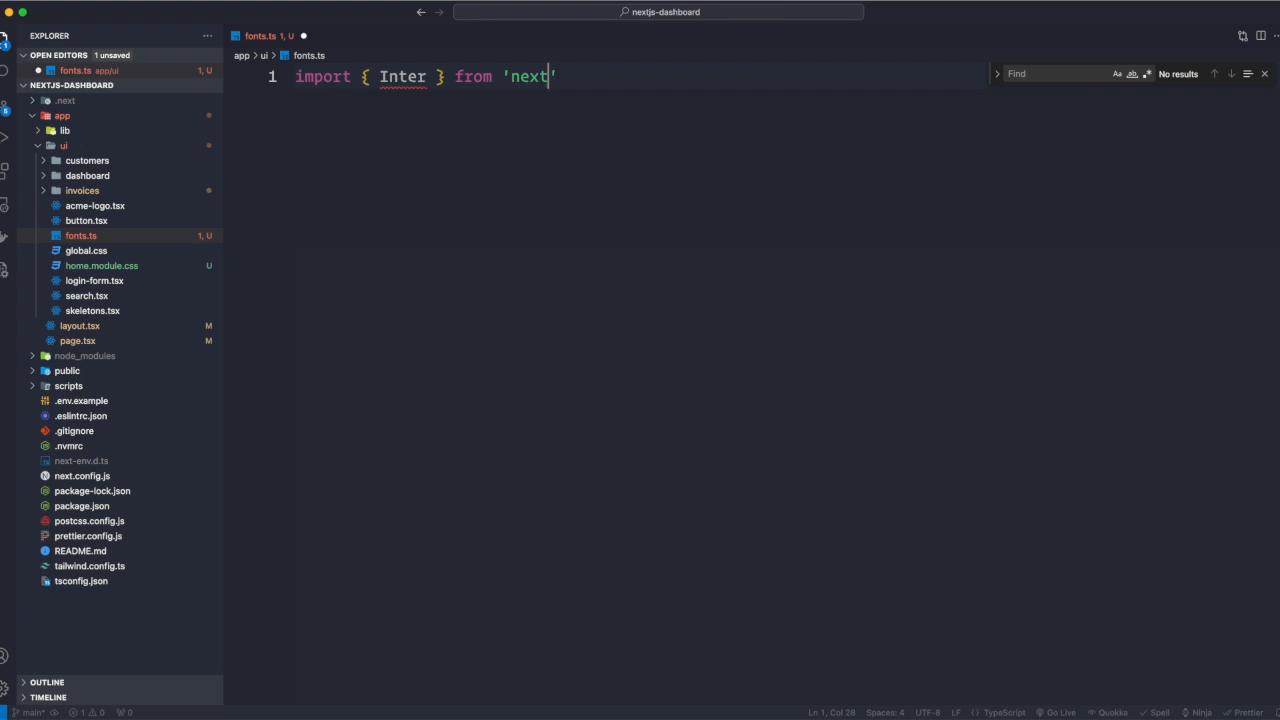 nextjs-dashboard
EXPLORER
fonts.ts 1, U
OPEN EDITORS 1 unsaved
app > ui > fonts.ts
fonts.ts app/ui 1, U
1 import { Inter } from 'next'
Find Aa ab .* No results
NEXTJS-DASHBOARD
.next
app
lib
ui
customers
dashboard
invoices
acme-logo.tsx
button.tsx
fonts.ts 1, U
global.css
home.module.css U
login-form.tsx
search.tsx
skeletons.tsx
layout.tsx M
page.tsx M
node_modules
public
scripts
.env.example
.eslintrc.json
.gitignore
.nvmrc
next-env.d.ts
next.config.js
package-lock.json
package.json
postcss.config.js
prettier.config.js
README.md
tailwind.config.ts
tsconfig.json
OUTLINE
TIMELINE
main* 1 0 0 Ln 1, Col 28 Spaces: 4 UTF-8 LF { } TypeScript Go Live Quokka Spell Ninja Prettier